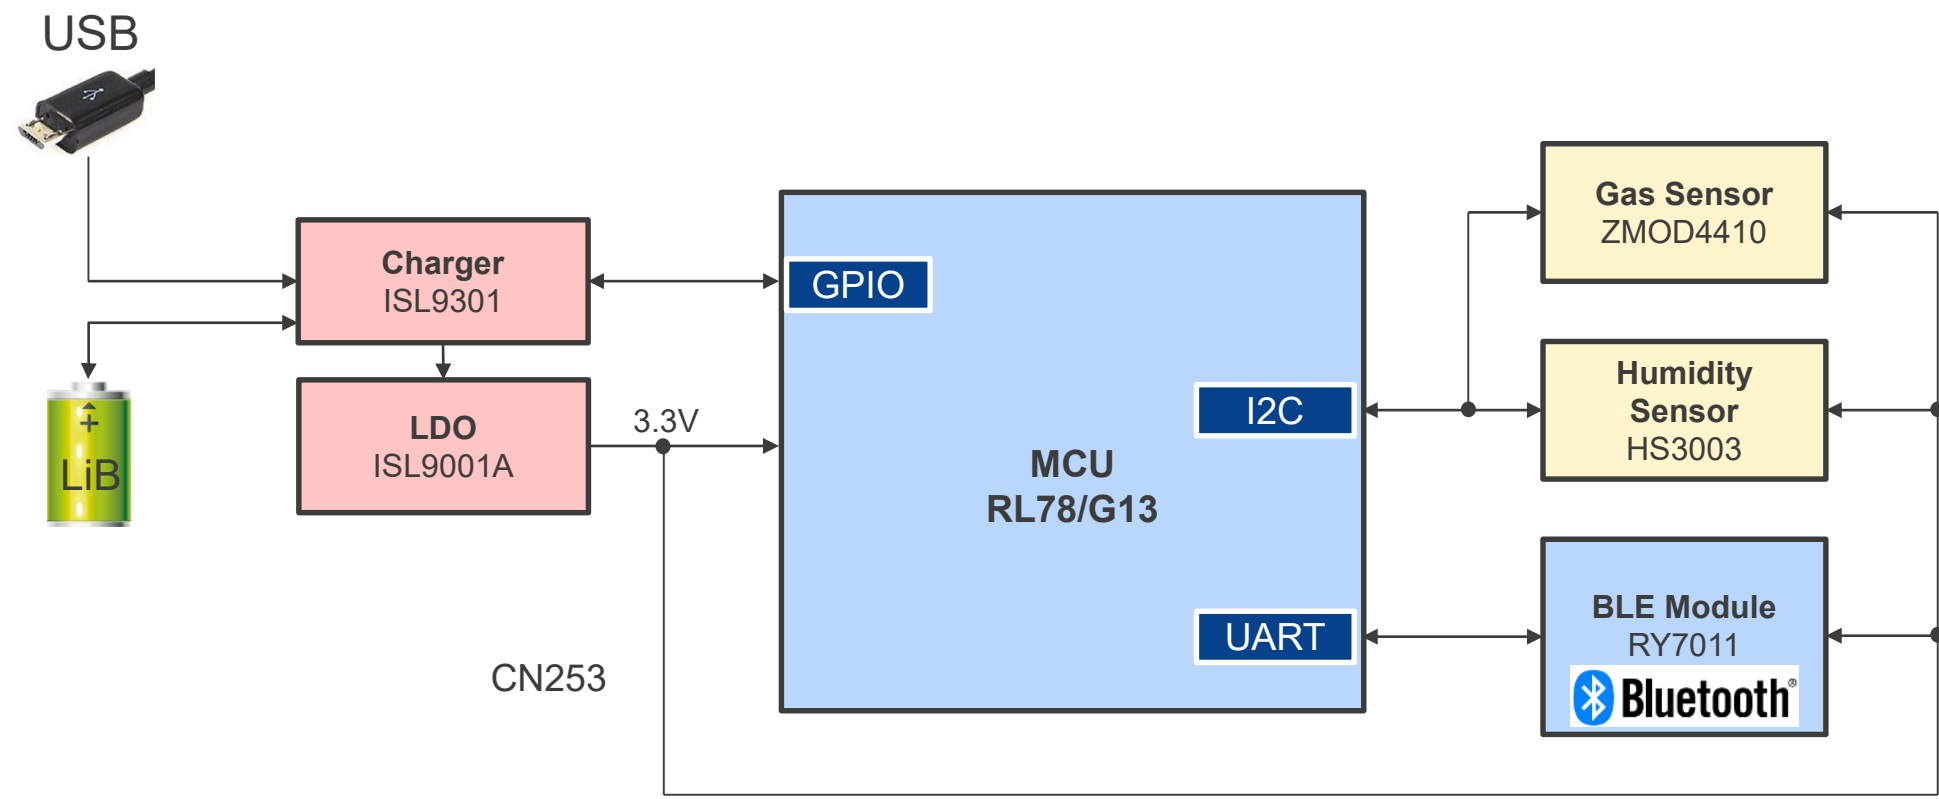 USB
Charger
ISL9301
GPIO
Gas Sensor
ZMOD4410
LDO
ISL9001A
3.3V
+
LiB
I2C
MCU
RL78/G13
Humidity
Sensor
HS3003
UART
BLE Module
RY7011
Bluetooth®
CN253